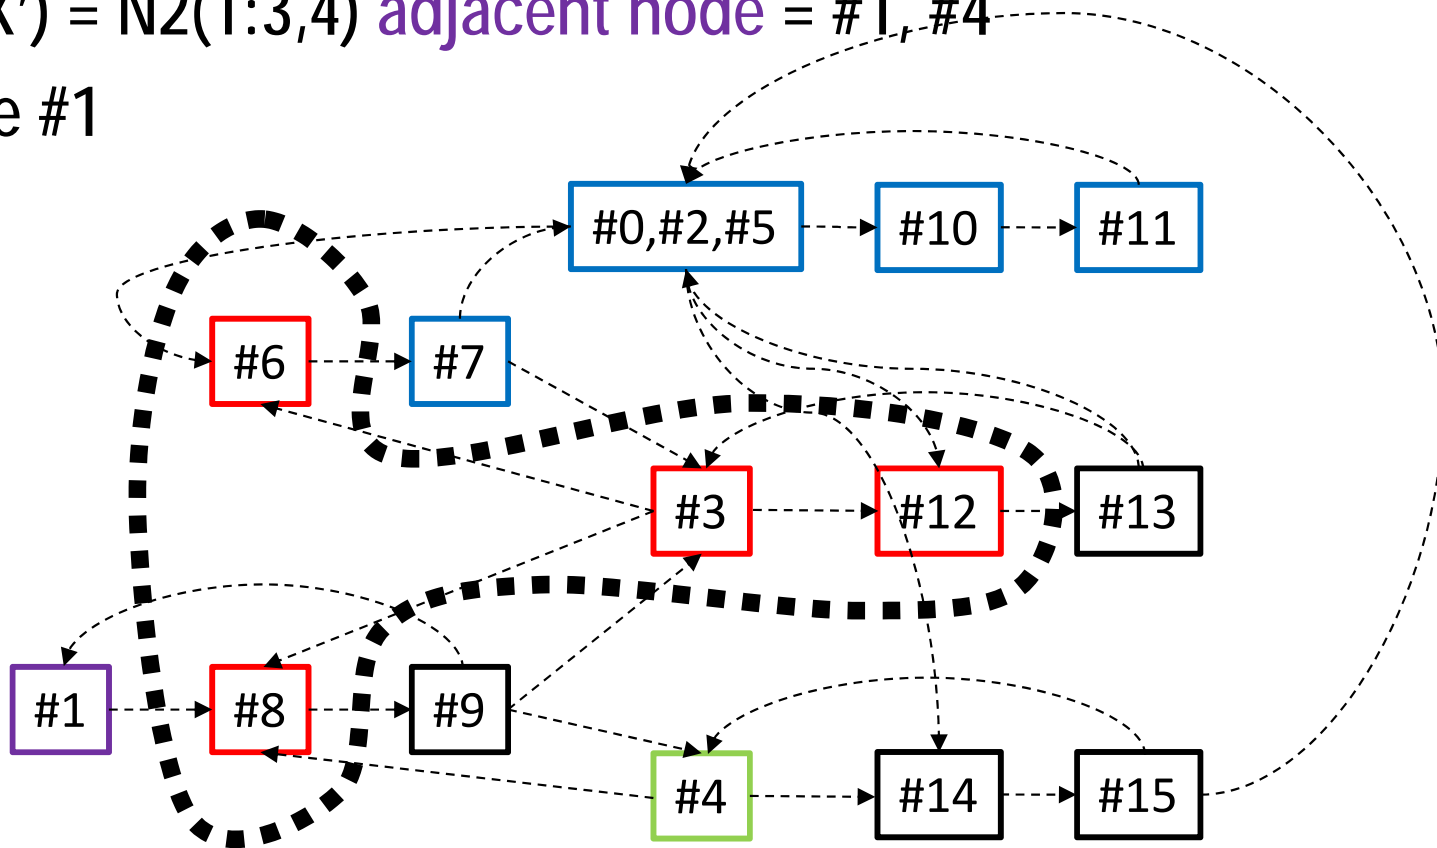 X’) = N2(1:3,4) adjacent node = #1, #4
e #1
#0,#2,#5 #10 #11
#6 #7
#3 #12 #13
#1 #8 #9
#4 #14 #15